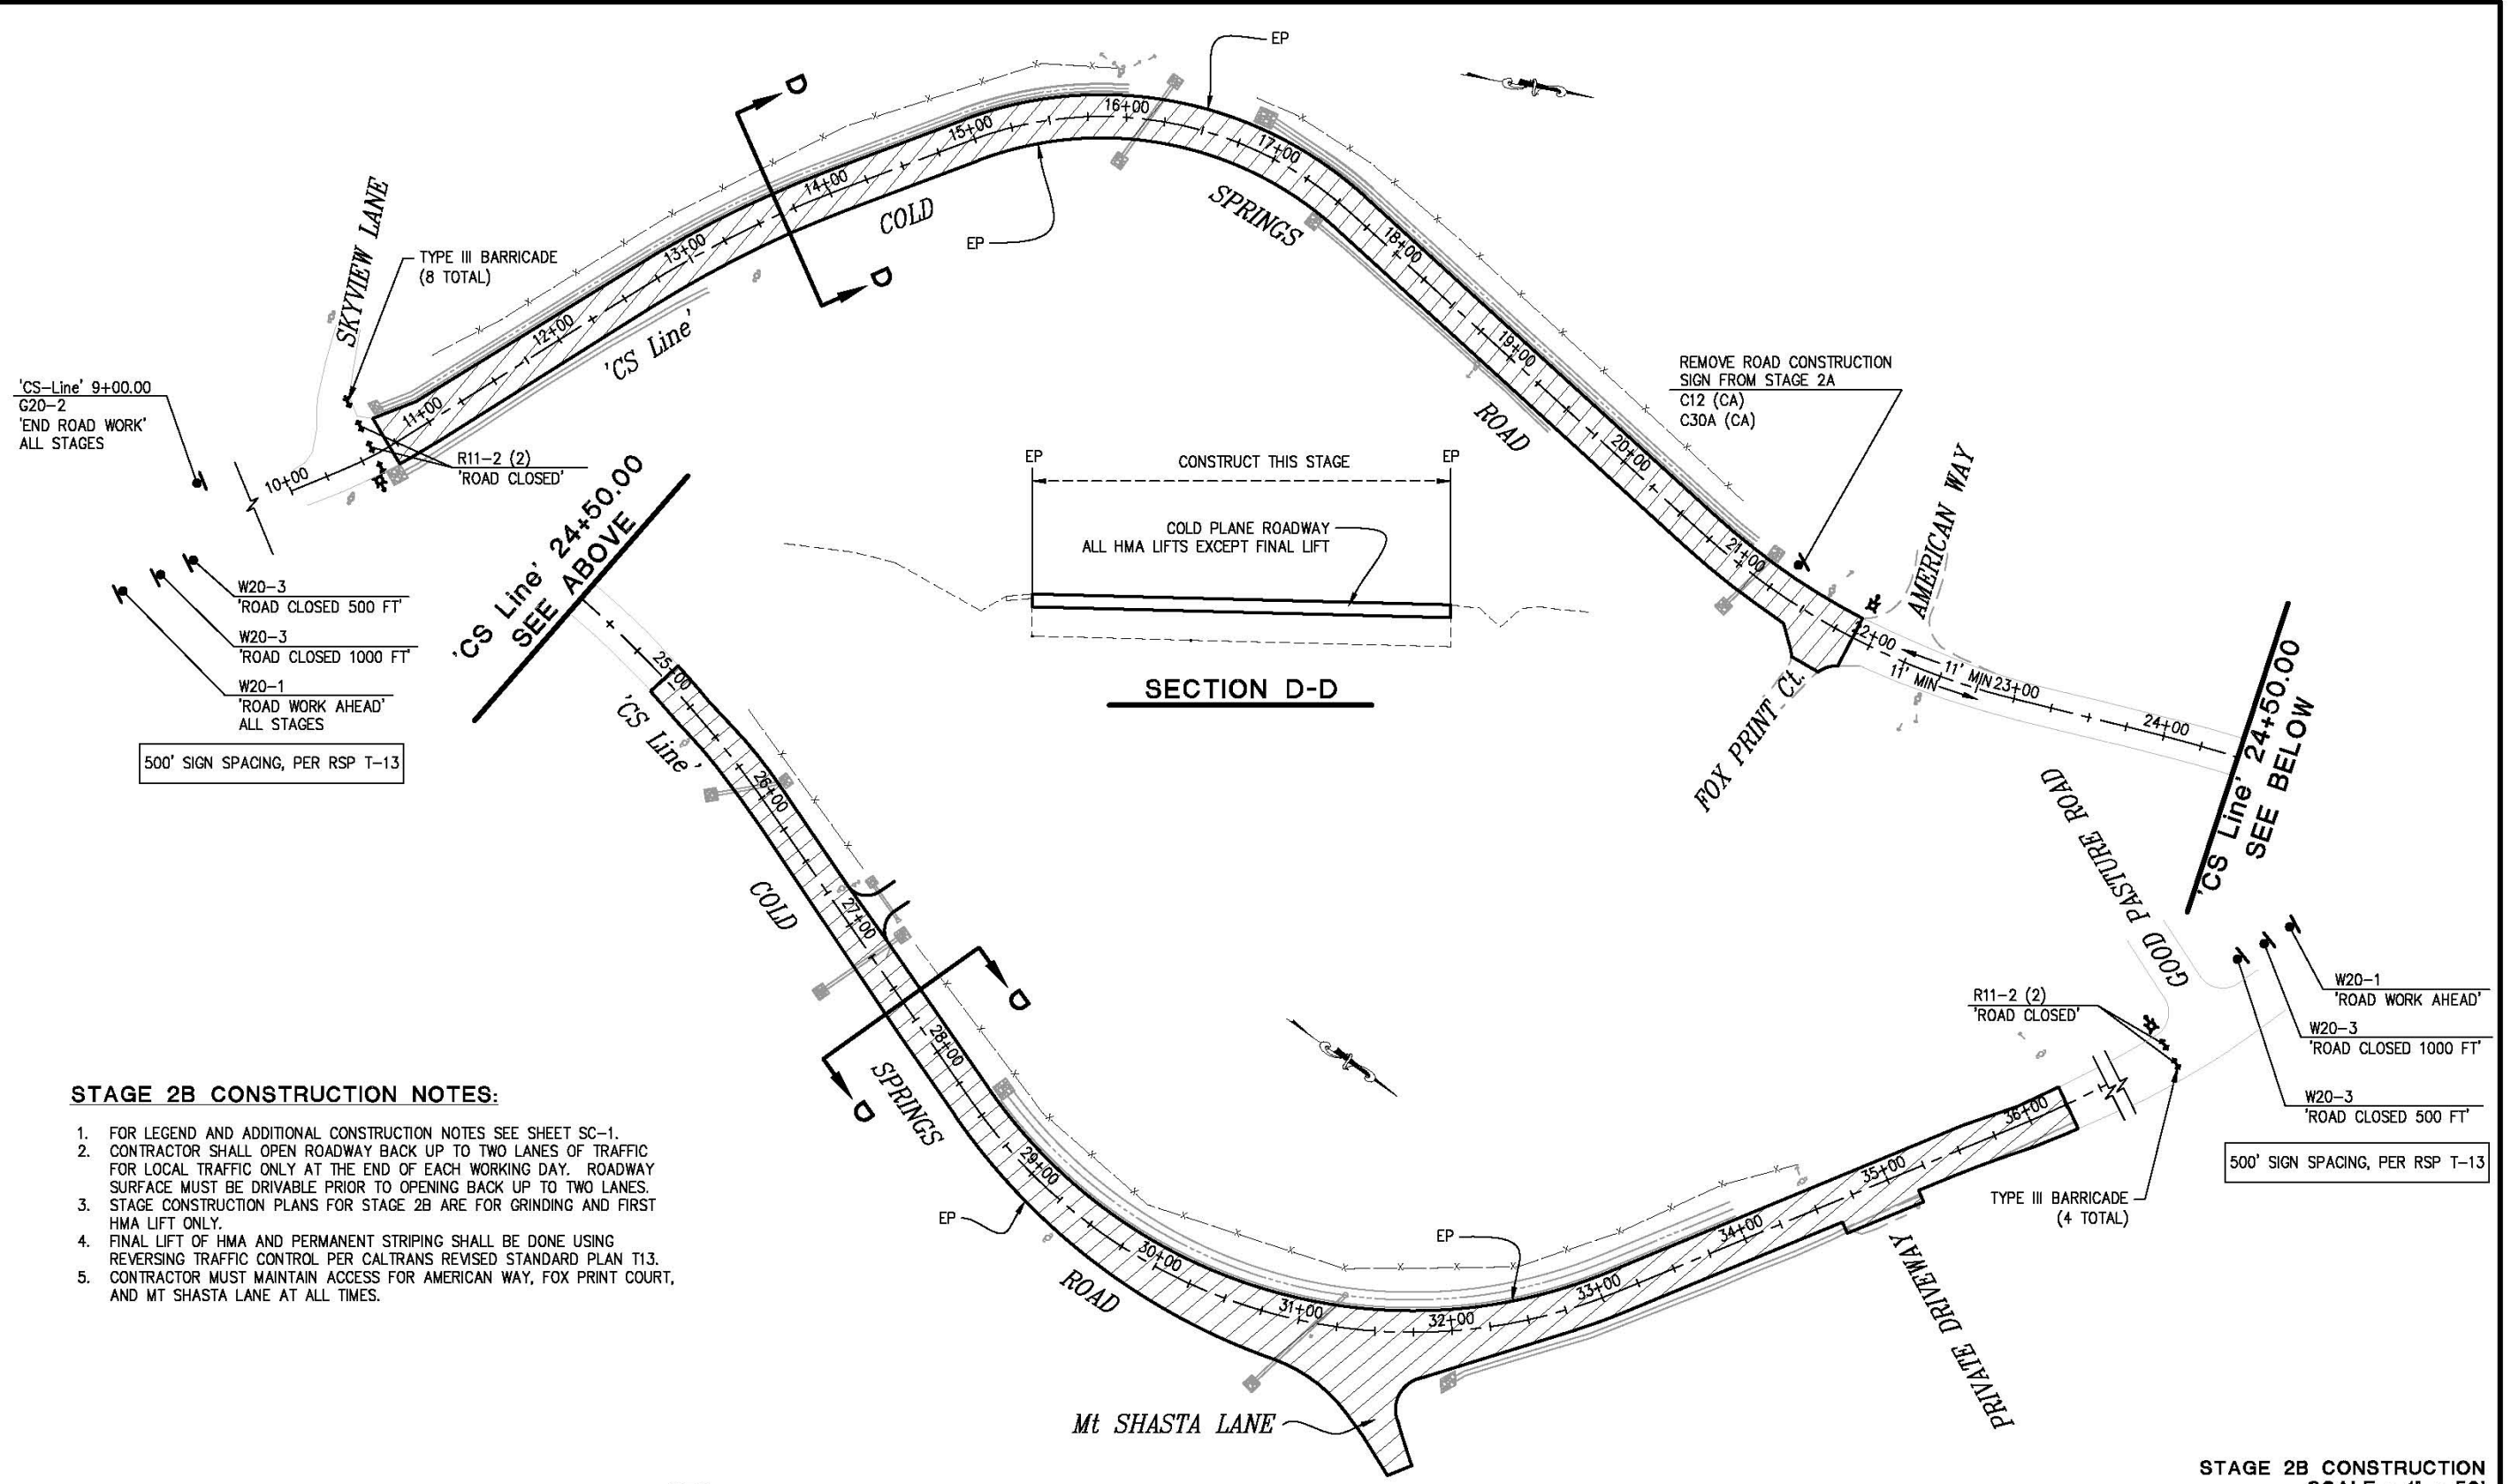 EP
D
D
16+00
15+00
17+00
14+00
COLD
SPRINGS
EP
13+00
18+00
SKYVIEW LANE
TYPE III BARRICADE
(8 TOTAL)
12+00
'CS Line'
19+00
REMOVE ROAD CONSTRUCTION
SIGN FROM STAGE 2A
C12 (CA)
C30A (CA)
'CS-Line' 9+00.00
G20-2
'END ROAD WORK'
ALL STAGES
11+00
ROAD
20+00
R11-2 (2)
'ROAD CLOSED'
10+00
EP
CONSTRUCT THIS STAGE
EP
COLD PLANE ROADWAY
ALL HMA LIFTS EXCEPT FINAL LIFT
SECTION D-D
21+00
AMERICAN WAY
22+00
11' MIN
11' MIN
23+00
24+00
FOX PRINT Ct.
'CS Line' 24+50.00
SEE BELOW
W20-3
'ROAD CLOSED 500 FT'
W20-3
'ROAD CLOSED 1000 FT'
W20-1
'ROAD WORK AHEAD'
ALL STAGES
500' SIGN SPACING, PER RSP T-13
'CS Line' 24+50.00
SEE ABOVE
25+00
'CS Line'
26+00
COLD
27+00
D
D
28+00
SPRINGS
29+00
EP
30+00
ROAD
31+00
32+00
EP
33+00
34+00
35+00
36+00
Mt SHASTA LANE
PRIVATE DRIVEWAY
GOOD PASTURE ROAD
R11-2 (2)
'ROAD CLOSED'
TYPE III BARRICADE
(4 TOTAL)
W20-1
'ROAD WORK AHEAD'
W20-3
'ROAD CLOSED 1000 FT'
W20-3
'ROAD CLOSED 500 FT'
500' SIGN SPACING, PER RSP T-13
STAGE 2B CONSTRUCTION NOTES:
1. FOR LEGEND AND ADDITIONAL CONSTRUCTION NOTES SEE SHEET SC-1.
2. CONTRACTOR SHALL OPEN ROADWAY BACK UP TO TWO LANES OF TRAFFIC
FOR LOCAL TRAFFIC ONLY AT THE END OF EACH WORKING DAY. ROADWAY
SURFACE MUST BE DRIVABLE PRIOR TO OPENING BACK UP TO TWO LANES.
3. STAGE CONSTRUCTION PLANS FOR STAGE 2B ARE FOR GRINDING AND FIRST
HMA LIFT ONLY.
4. FINAL LIFT OF HMA AND PERMANENT STRIPING SHALL BE DONE USING
REVERSING TRAFFIC CONTROL PER CALTRANS REVISED STANDARD PLAN T13.
5. CONTRACTOR MUST MAINTAIN ACCESS FOR AMERICAN WAY, FOX PRINT COURT,
AND MT SHASTA LANE AT ALL TIMES.
STAGE 2B CONSTRUCTION